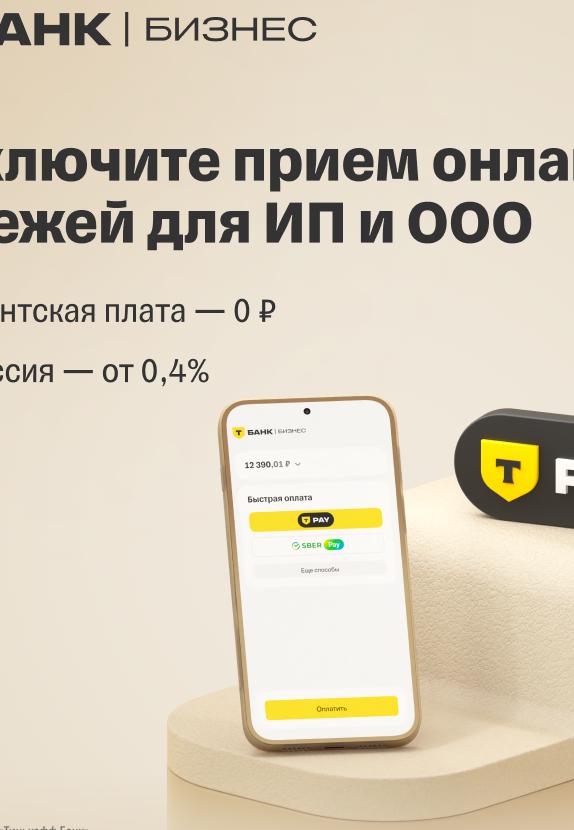 АНК | БИЗНЕС
ключите прием онла
ежей для ИП и ООО
нтская плата — 0 ₽
ссия — от 0,4%
Т БАНК | БИЗНЕС
12 390,01 ₽
Быстрая оплата
Т PAY
SBER Pay
Еще способы
Оплатить
Т P